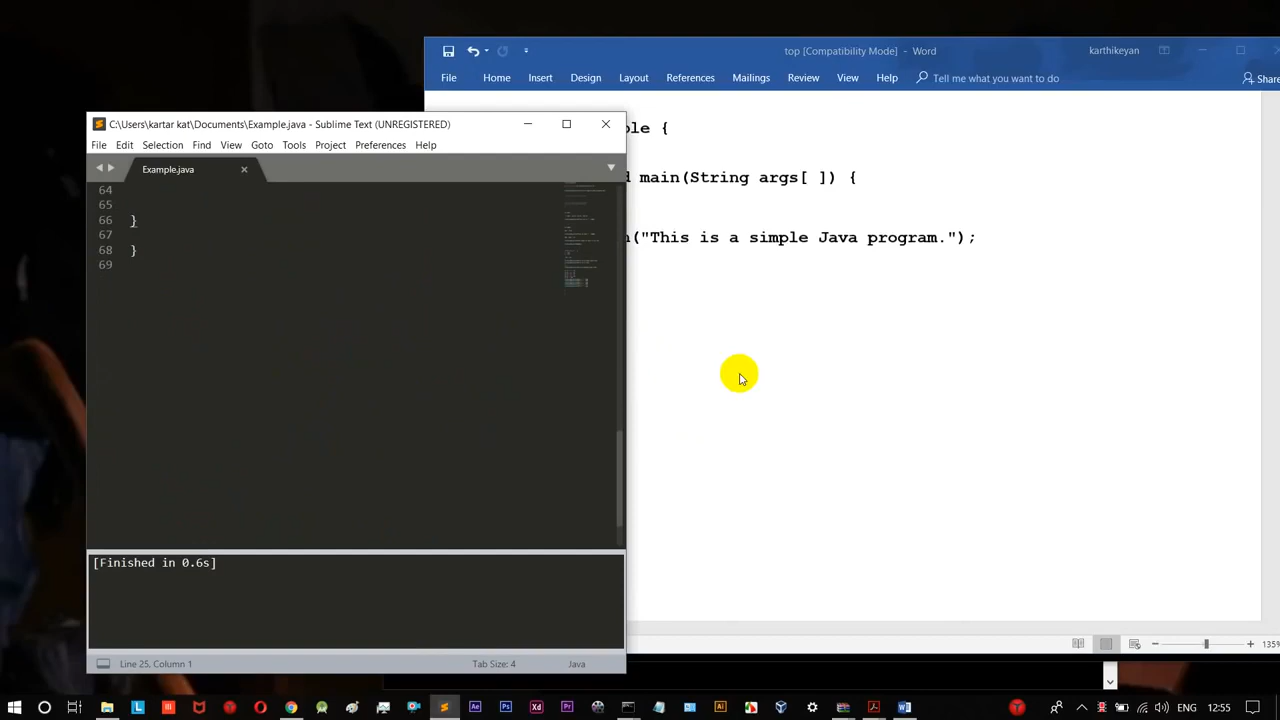 top [Compatibility Mode] - Word
karthikeyan
File Home Insert Design Layout References Mailings Review View Help Tell me what you want to do Share
C:\Users\kartar kat\Documents\Example.java - Sublime Text (UNREGISTERED)
ple {
File Edit Selection Find View Goto Tools Project Preferences Help
Example.java
d main(String args[ ]) {
64
65
66 }
67
68 }
69
n("This is a simple Java program.");
[Finished in 0.6s]
135%
Line 25, Column 1
Tab Size: 4
Java
ENG 12:55